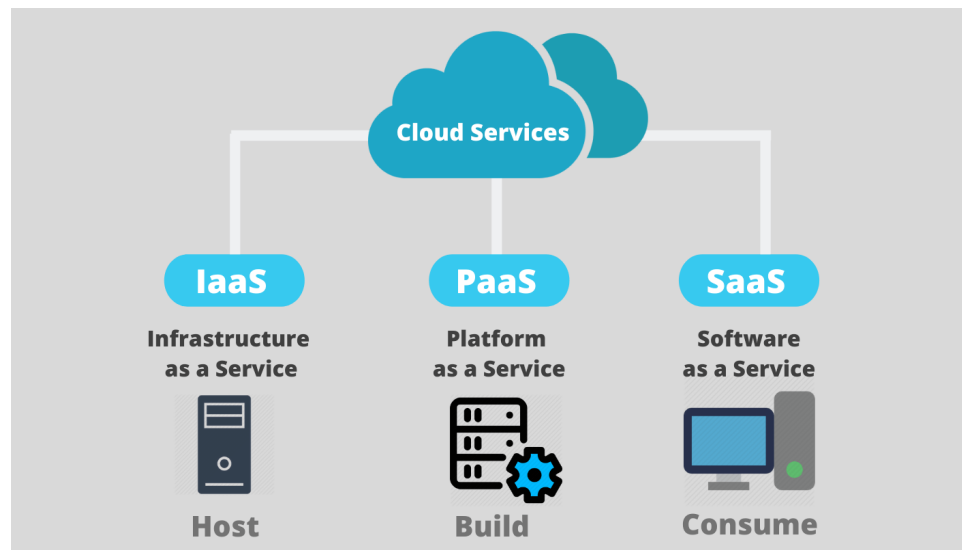 Cloud Services
IaaS
PaaS
SaaS
Infrastructure
as a Service
Platform
as a Service
Software
as a Service
Host
Build
Consume